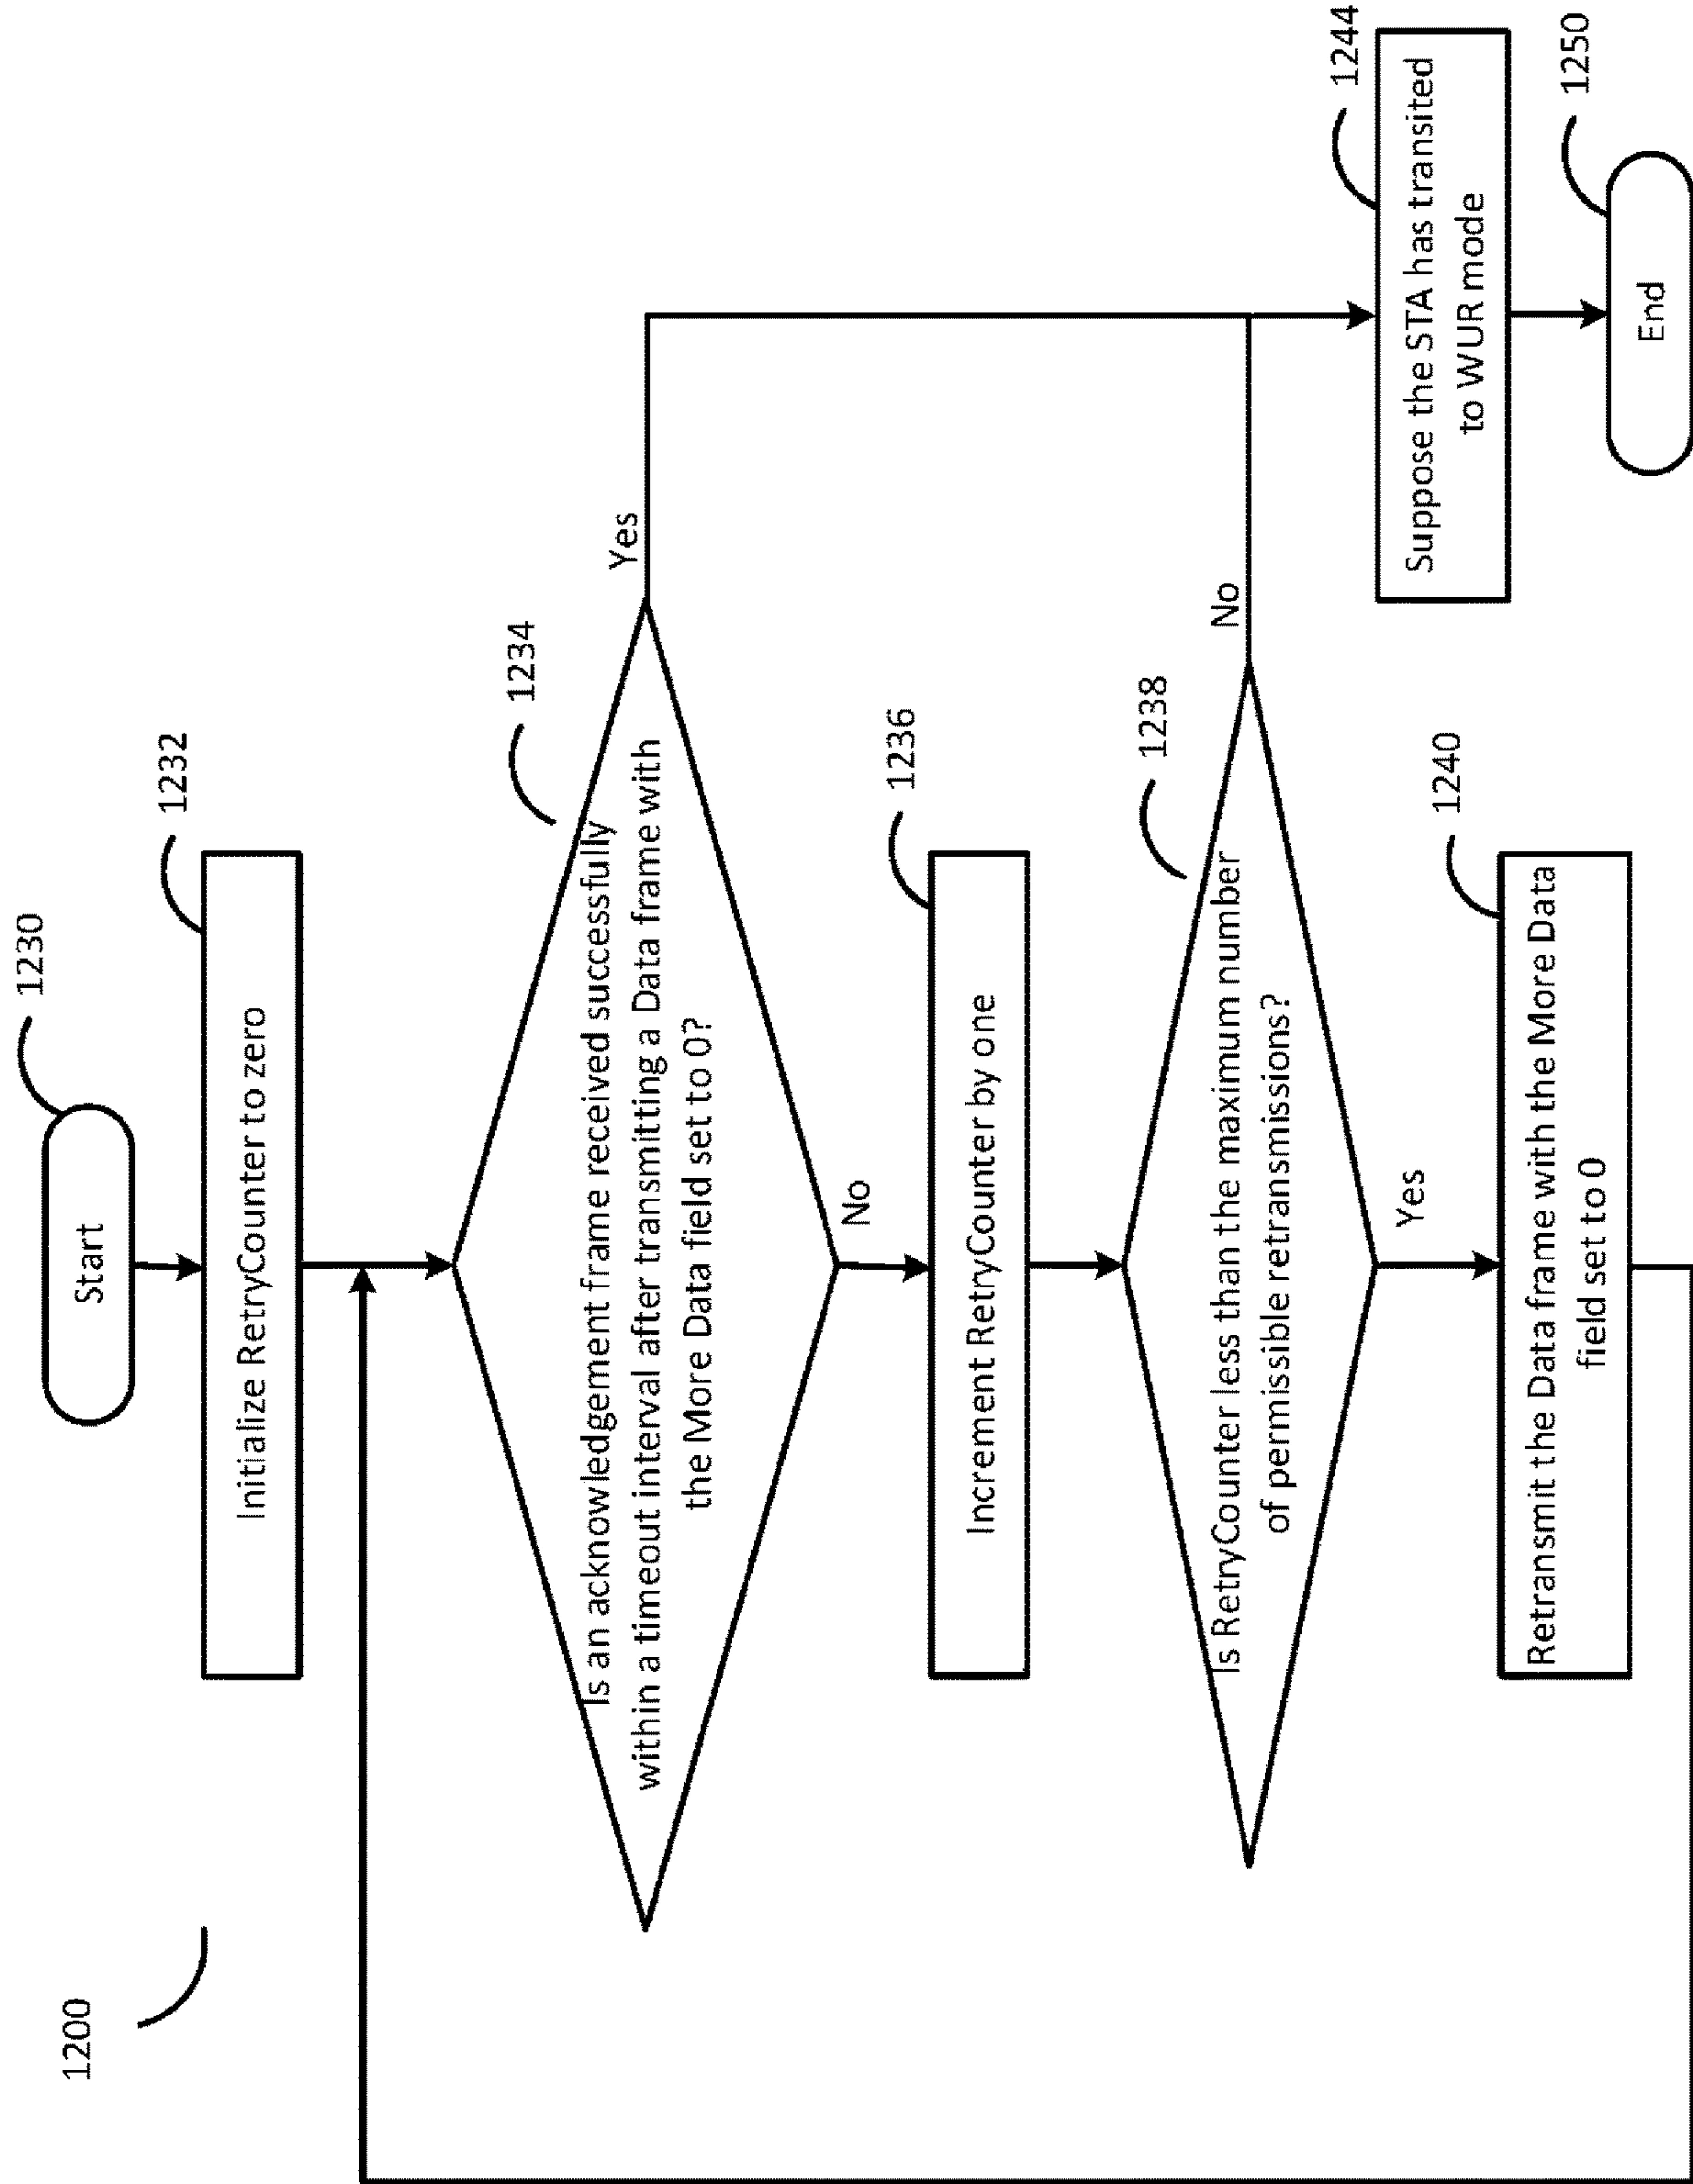 1200
Start
1230
Initialize RetryCounter to zero
1232
Is an acknowledgement frame received successfully
within a timeout interval after transmitting a Data frame with
the More Data field set to 0?
1234
Yes
No
Increment RetryCounter by one
1236
Is RetryCounter less than the maximum number
of permissible retransmissions?
1238
No
Yes
Retransmit the Data frame with the More Data
field set to 0
1240
Suppose the STA has transited
to WUR mode
1244
End
1250